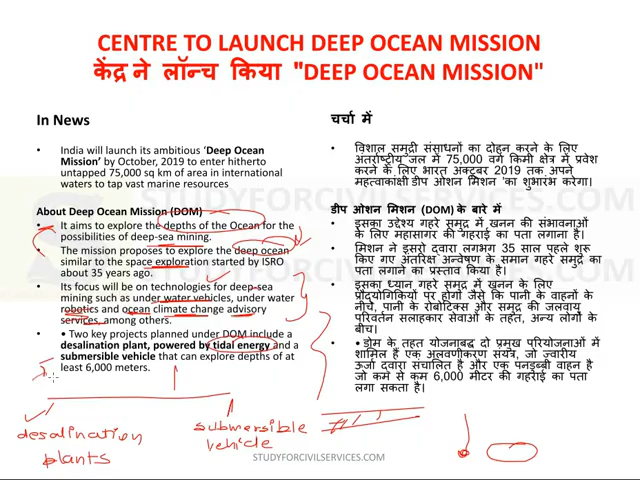 CENTRE TO LAUNCH DEEP OCEAN MISSION
केंद्र ने लॉन्च किया "DEEP OCEAN MISSION"
In News
• India will launch its ambitious ‘Deep Ocean
Mission’ by October, 2019 to enter hitherto
untapped 75,000 sq km of area in international
waters to tap vast marine resources
About Deep Ocean Mission (DOM)
• It aims to explore the depths of the Ocean for the
possibilities of deep-sea mining.
• The mission proposes to explore the deep ocean
similar to the space exploration started by ISRO
about 35 years ago.
• Its focus will be on technologies for deep-sea
mining such as under water vehicles, under water
robotics and ocean climate change advisory
services, among others.
• • Two key projects planned under DOM include a
desalination plant, powered by tidal energy and a
submersible vehicle that can explore depths of at
least 6,000 meters.
चर्चा में
• विशाल समुद्री संसाधनों का दोहन करने के लिए
अंतर्राष्ट्रीय जल में 75,000 वर्ग किमी क्षेत्र में प्रवेश
करने के लिए भारत अक्टूबर 2019 तक अपने
महत्वाकांक्षी डीप ओशन मिशन 'का शुभारंभ करेगा।
डीप ओशन मिशन (DOM) के बारे में
• इसका उद्देश्य गहरे समुद्र में खनन की संभावनाओं
के लिए महासागर की गहराई का पता लगाना है।
• मिशन ने इसरो द्वारा लगभग 35 साल पहले शुरू
किए गए अंतरिक्ष अन्वेषण के समान गहरे समुद्र का
पता लगाने का प्रस्ताव किया है।
• इसका ध्यान गहरे समुद्र में खनन के लिए
प्रौद्योगिकियों पर होगा जैसे कि पानी के वाहनों के
नीचे, पानी के रोबोटिक्स और समुद्र की जलवायु
परिवर्तन सलाहकार सेवाओं के तहत, अन्य लोगों के
बीच।
• • डोम के तहत योजनाबद्ध दो प्रमुख परियोजनाओं में
शामिल हैं एक अलवणीकरण संयंत्र, जो ज्वारीय
ऊर्जा द्वारा संचालित है और एक पनडुब्बी वाहन है
जो कम से कम 6,000 मीटर की गहराई का पता
लगा सकता है।
desalination
plants
submersible
vehicle
STUDYFORCIVILSERVICES.COM
STUDYFORCIVILSERVICES.COM